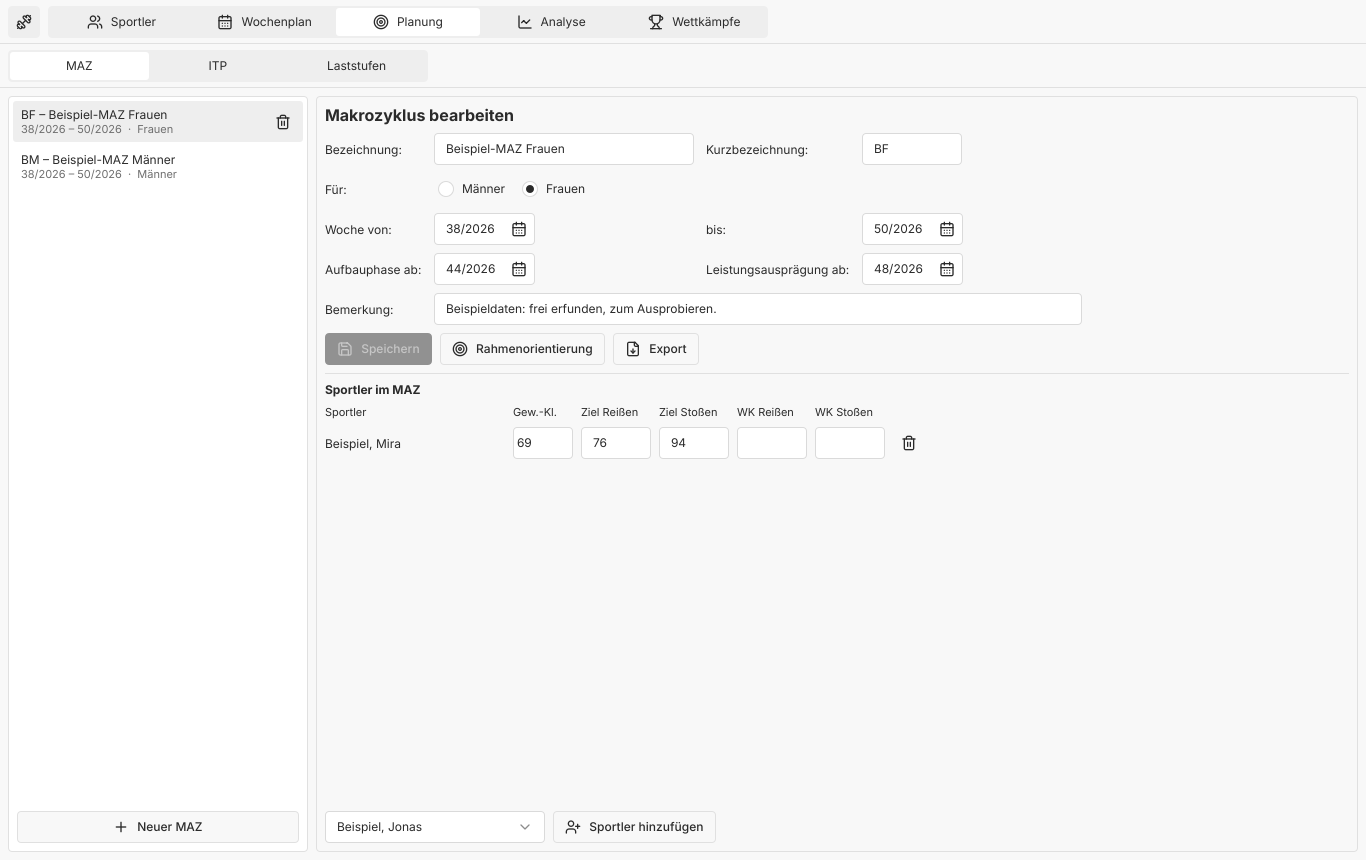 Sportler Wochenplan Planung Analyse Wettkämpfe
MAZ ITP Laststufen
BF – Beispiel-MAZ Frauen
38/2026 – 50/2026 · Frauen
BM – Beispiel-MAZ Männer
38/2026 – 50/2026 · Männer
Neuer MAZ
Makrozyklus bearbeiten
Bezeichnung: Beispiel-MAZ Frauen Kurzbezeichnung: BF
Für: Männer Frauen
Woche von: 38/2026 bis: 50/2026
Aufbauphase ab: 44/2026 Leistungsausprägung ab: 48/2026
Bemerkung: Beispieldaten: frei erfunden, zum Ausprobieren.
Speichern Rahmenorientierung Export
Sportler im MAZ
Sportler Gew.-Kl. Ziel Reißen Ziel Stoßen WK Reißen WK Stoßen
Beispiel, Mira 69 76 94
Beispiel, Jonas Sportler hinzufügen